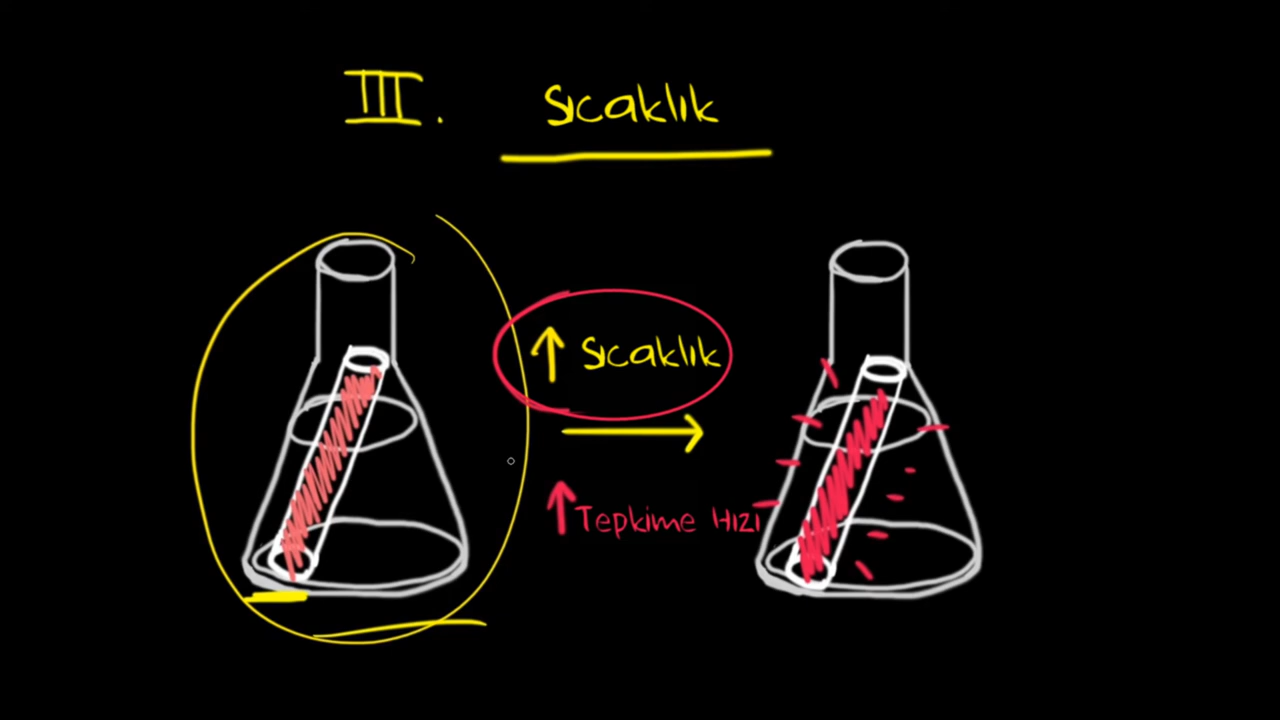 III. Sıcaklık
↑ Sıcaklık
↑ Tepkime Hızı